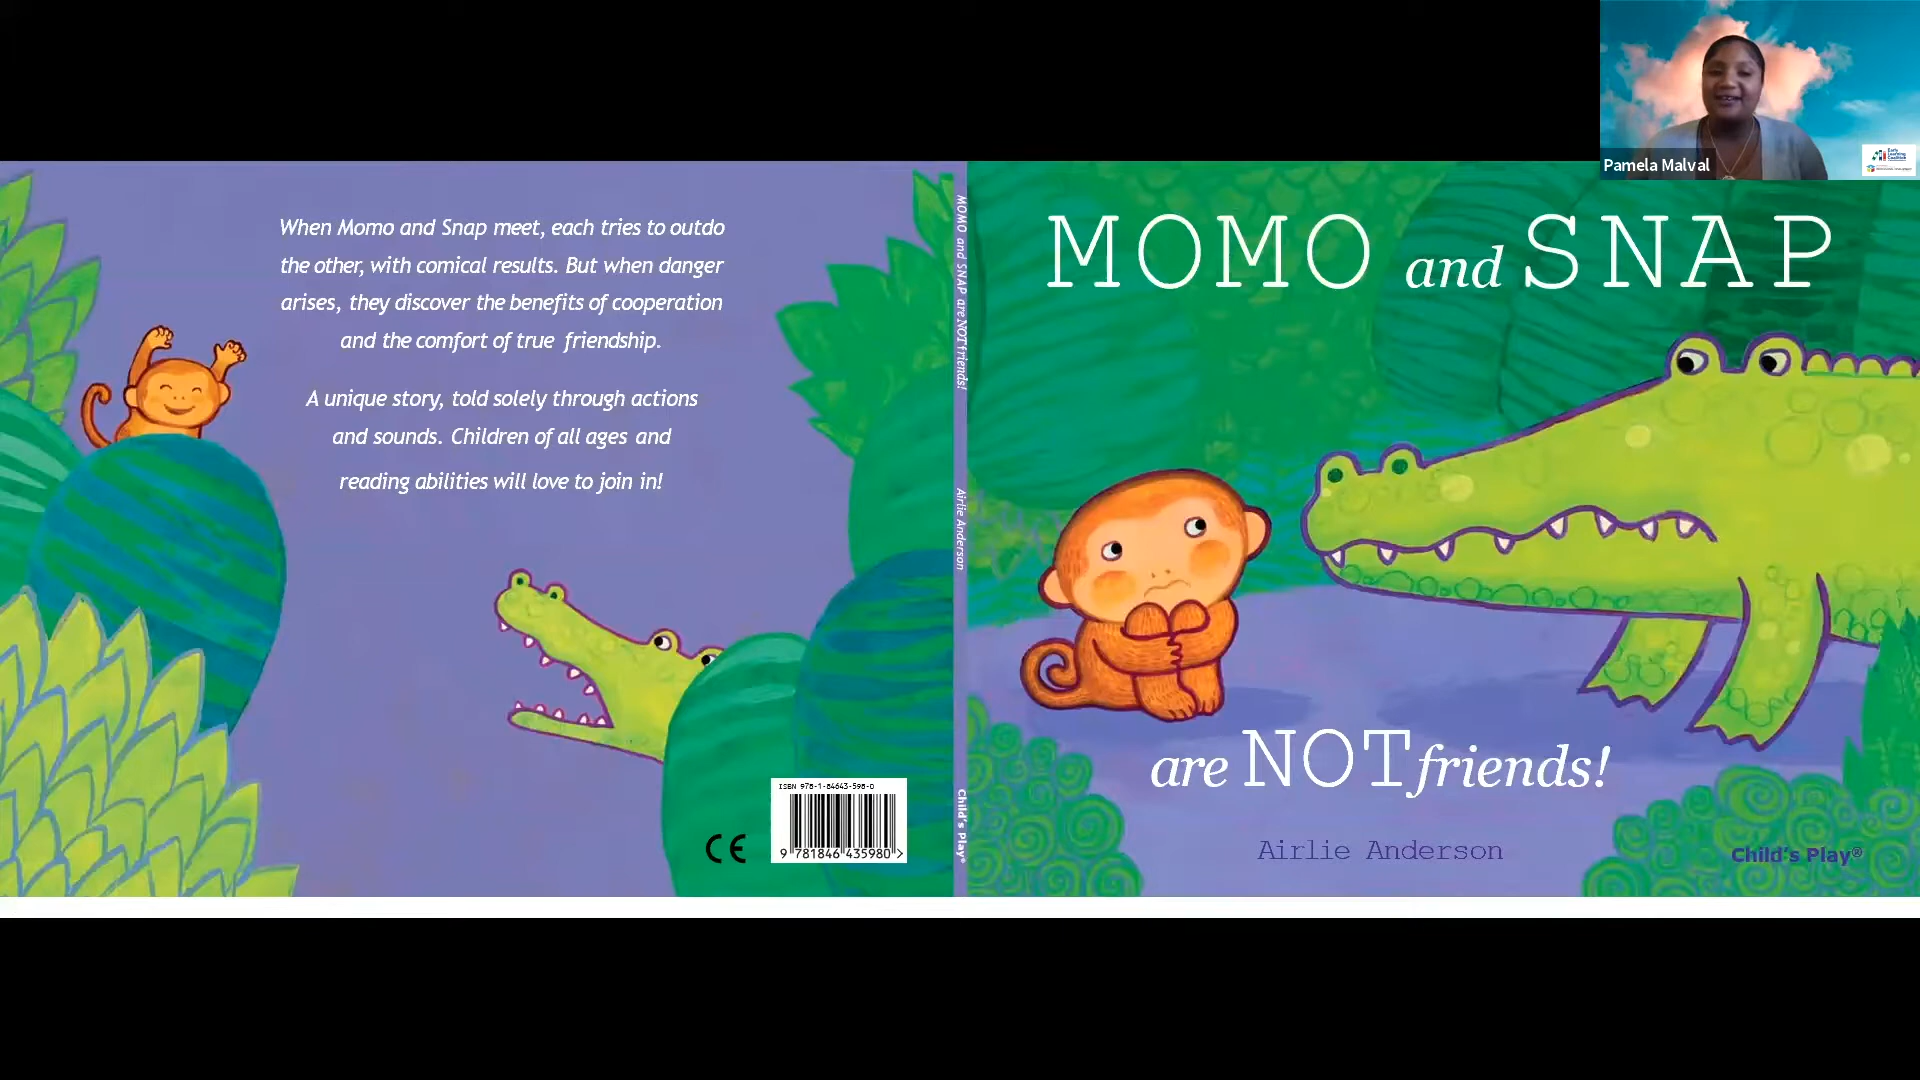 When Momo and Snap meet, each tries to outdo
the other, with comical results. But when danger
arises, they discover the benefits of cooperation
and the comfort of true friendship.
A unique story, told solely through actions
and sounds. Children of all ages and
reading abilities will love to join in!
ISBN 978-1-84643-598-0
9 781846 435980 >
CE
MOMO and SNAP are NOT friends!
Airlie Anderson
Child's Play®
MOMO and SNAP
are NOT friends!
Airlie Anderson
Child's Play®
Pamela Malval
Early
Learning
Coalition